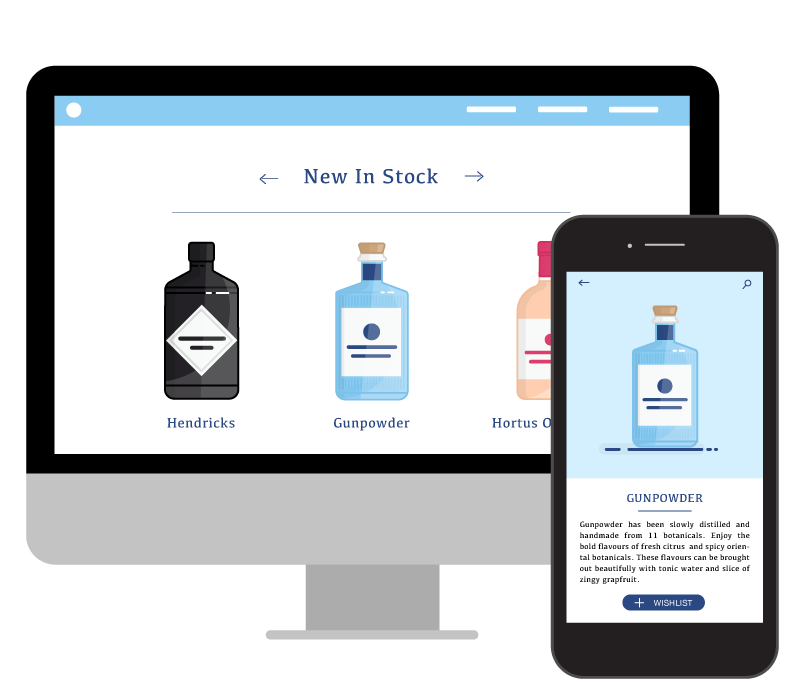 New In Stock
Hendricks
Gunpowder
Hortus O
GUNPOWDER
Gunpowder has been slowly distilled and
handmade from 11 botanicals. Enjoy the
bold flavours of fresh citrus and spicy orien-
tal botanicals. These flavours can be brought
out beautifully with tonic water and slice of
zingy grapfruit.
WISHLIST